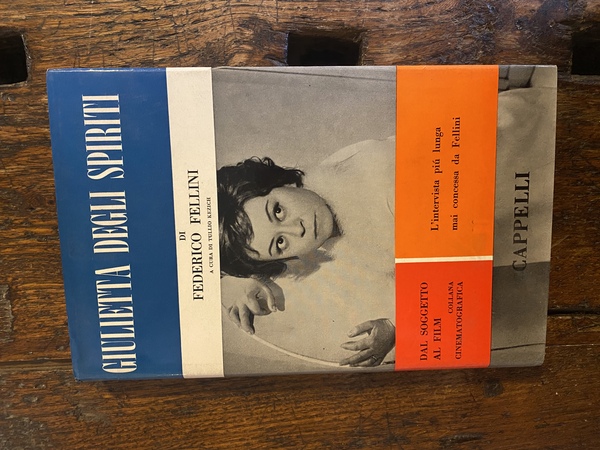 GIULIETTA DEGLI SPIRITI
DI
FEDERICO FELLINI
A CURA DI TULLIO KEZICH
DAL SOGGETTO
AL FILM
COLLANA
CINEMATOGRAFICA
L'intervista più lunga
mai concessa da Fellini
CAPPELLI